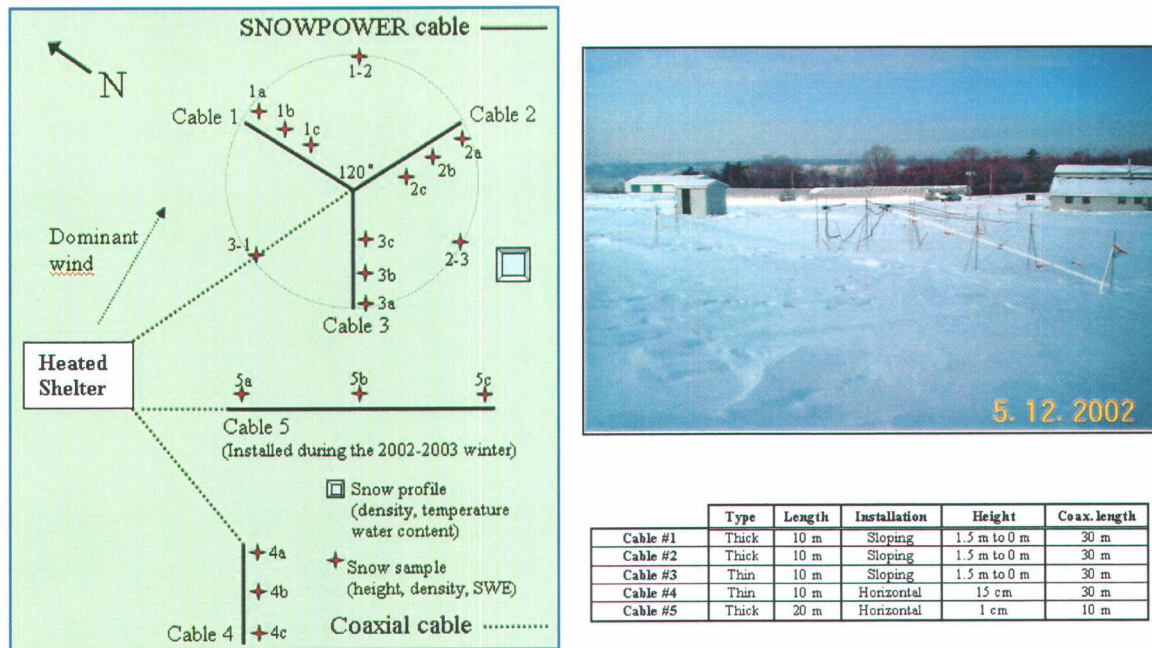 SNOWPOWER cable
N
1-2
1a
1b
1c
Cable 1
Cable 2
2a
2b
2c
120°
Dominant
wind
3-1
3c
3b
3a
2-3
Cable 3
Heated
Shelter
5a
5b
5c
Cable 5
(Installed during the 2002-2003 winter)
Snow profile
(density, temperature
water content)
4a
Snow sample
(height, density, SWE)
4b
Cable 4
4c
Coaxial cable
5. 12. 2002
Type Length Installation Height Coax. length
Cable #1 Thick 10 m Sloping 1.5 m to 0 m 30 m
Cable #2 Thick 10 m Sloping 1.5 m to 0 m 30 m
Cable #3 Thin 10 m Sloping 1.5 m to 0 m 30 m
Cable #4 Thin 10 m Horizontal 15 cm 30 m
Cable #5 Thick 20 m Horizontal 1 cm 10 m